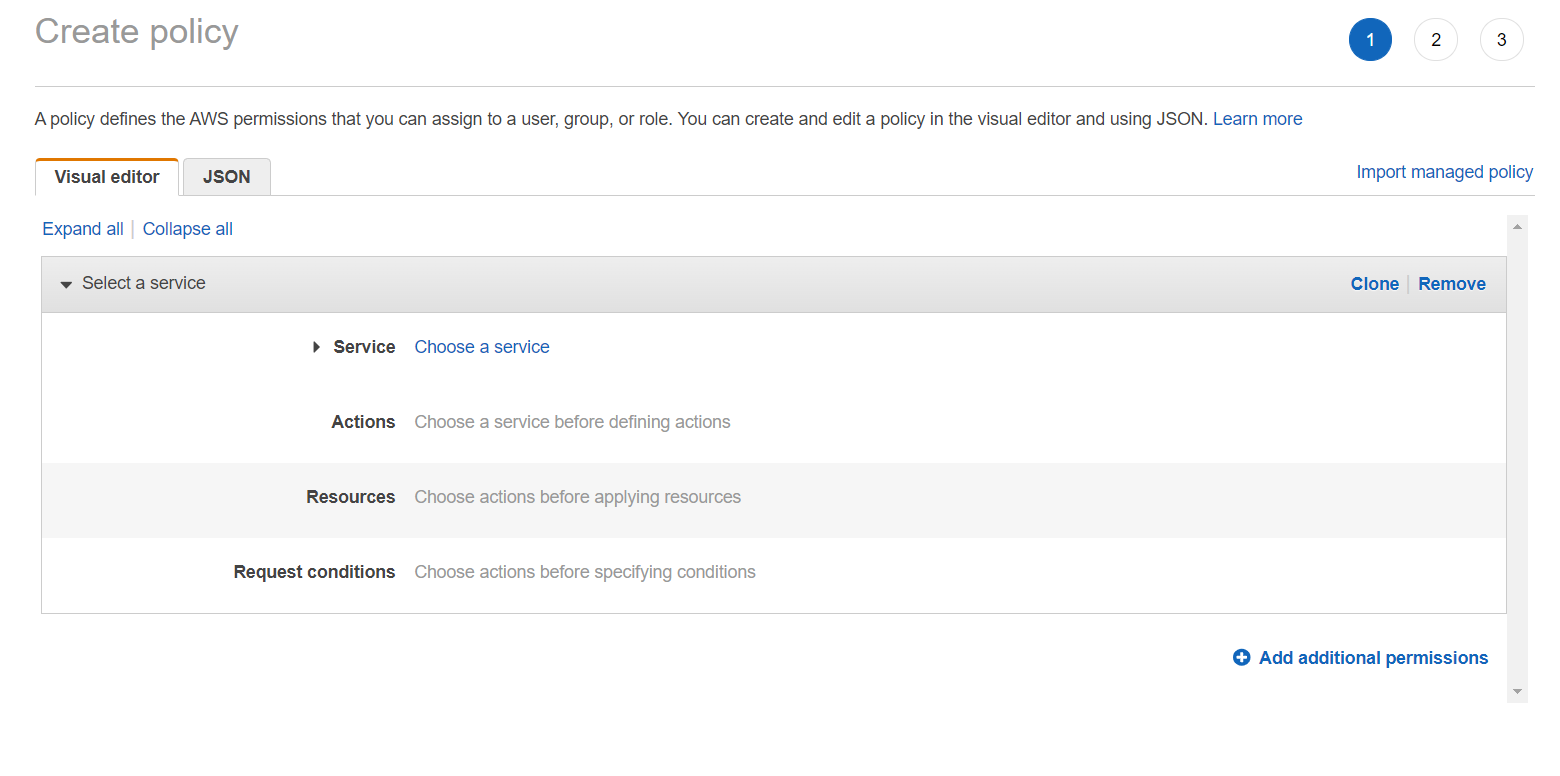 Create policy
1 2 3
A policy defines the AWS permissions that you can assign to a user, group, or role. You can create and edit a policy in the visual editor and using JSON. Learn more
Visual editor JSON Import managed policy
Expand all Collapse all
Select a service Clone Remove
Service Choose a service
Actions Choose a service before defining actions
Resources Choose actions before applying resources
Request conditions Choose actions before specifying conditions
Add additional permissions